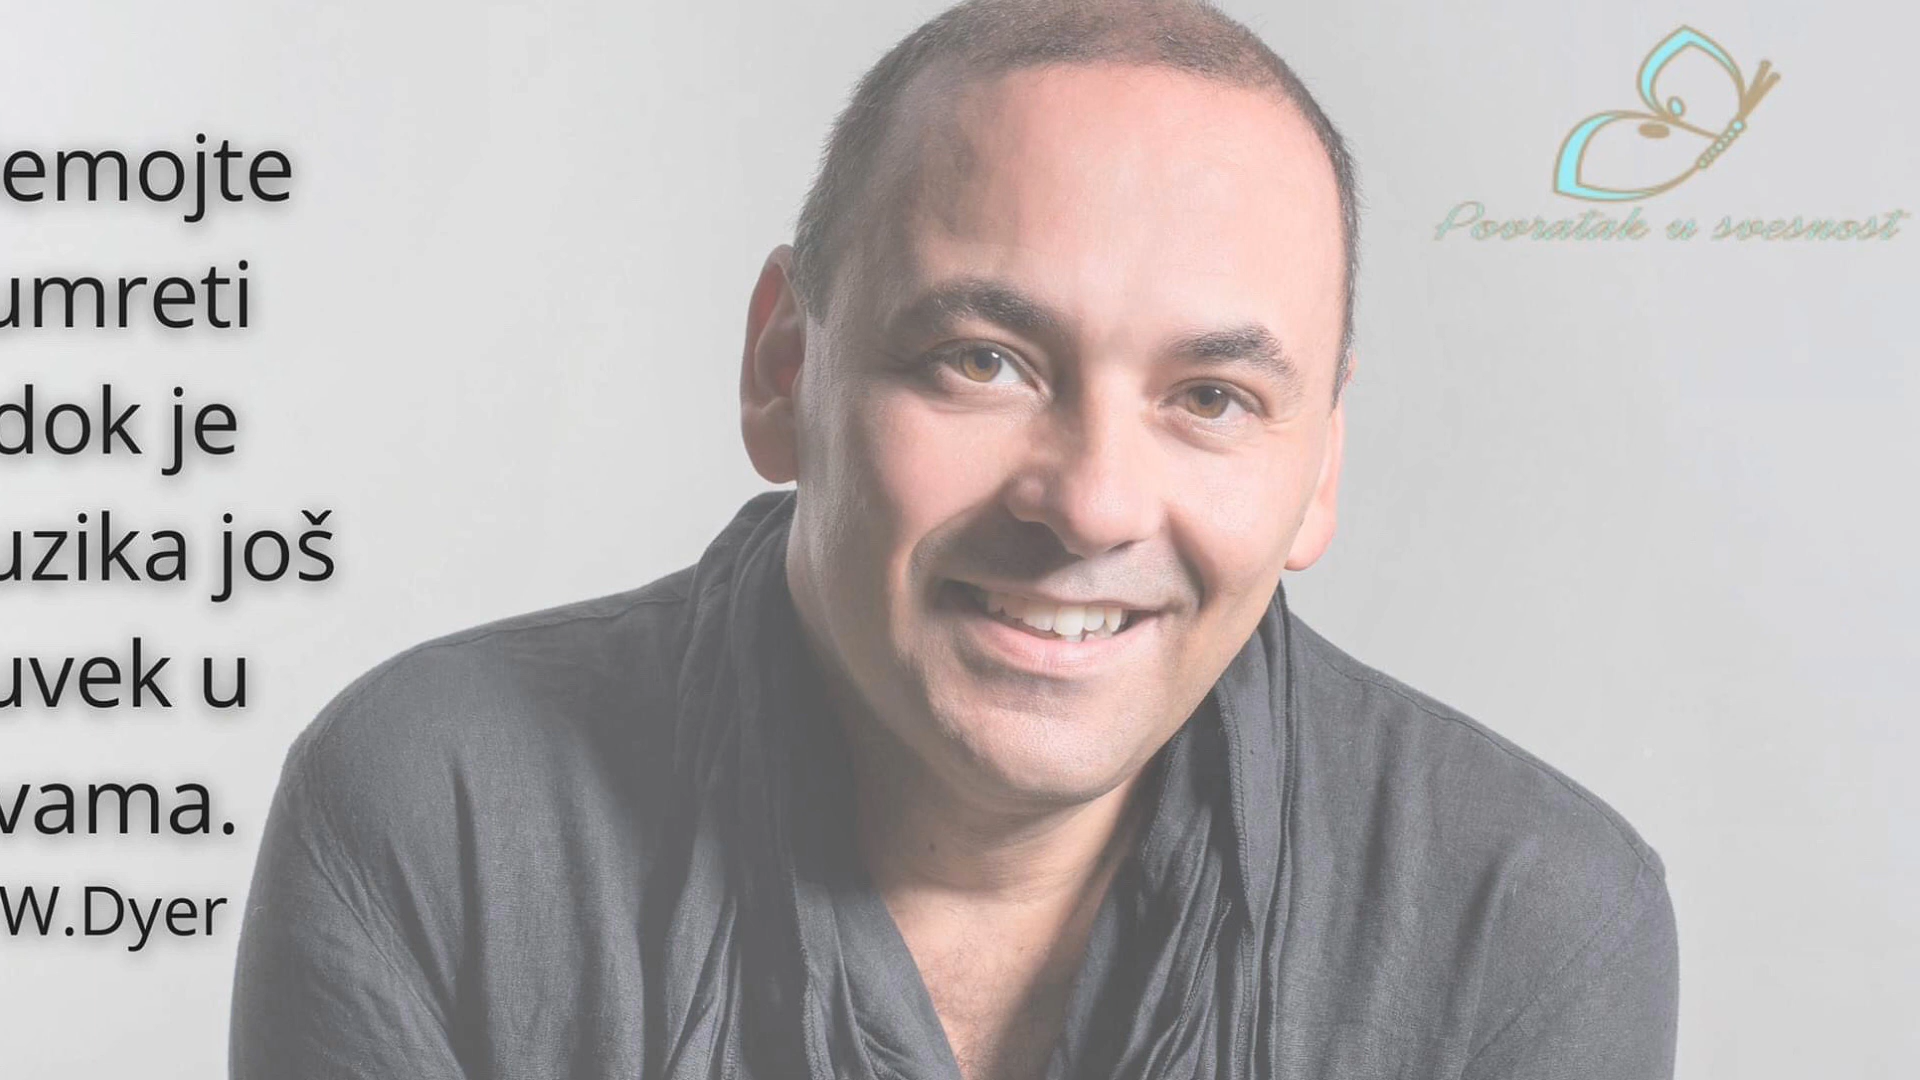 emojte
umreti
dok je
uzika još
uvek u
vama.
W.Dyer
Povratak u svesnost